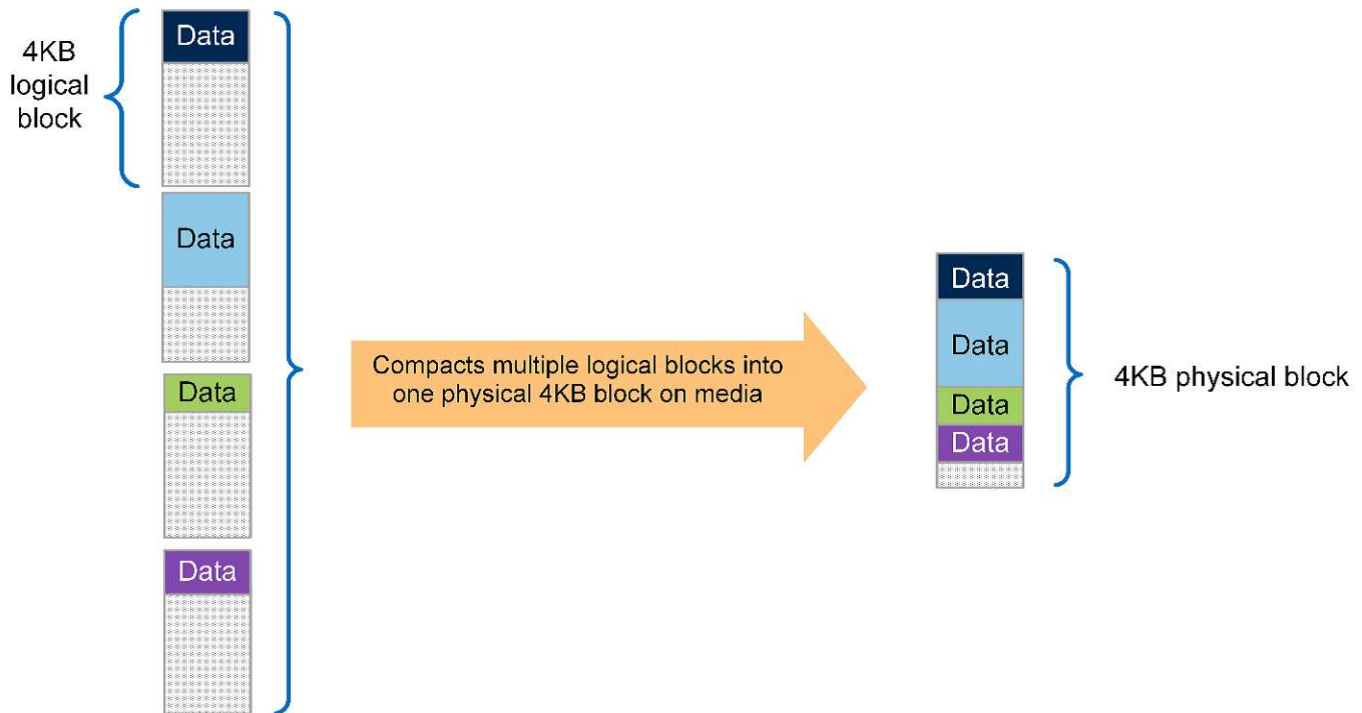 4KB
logical
block
Data
Data
Data
Data
Compacts multiple logical blocks into
one physical 4KB block on media
Data
Data
Data
Data
4KB physical block